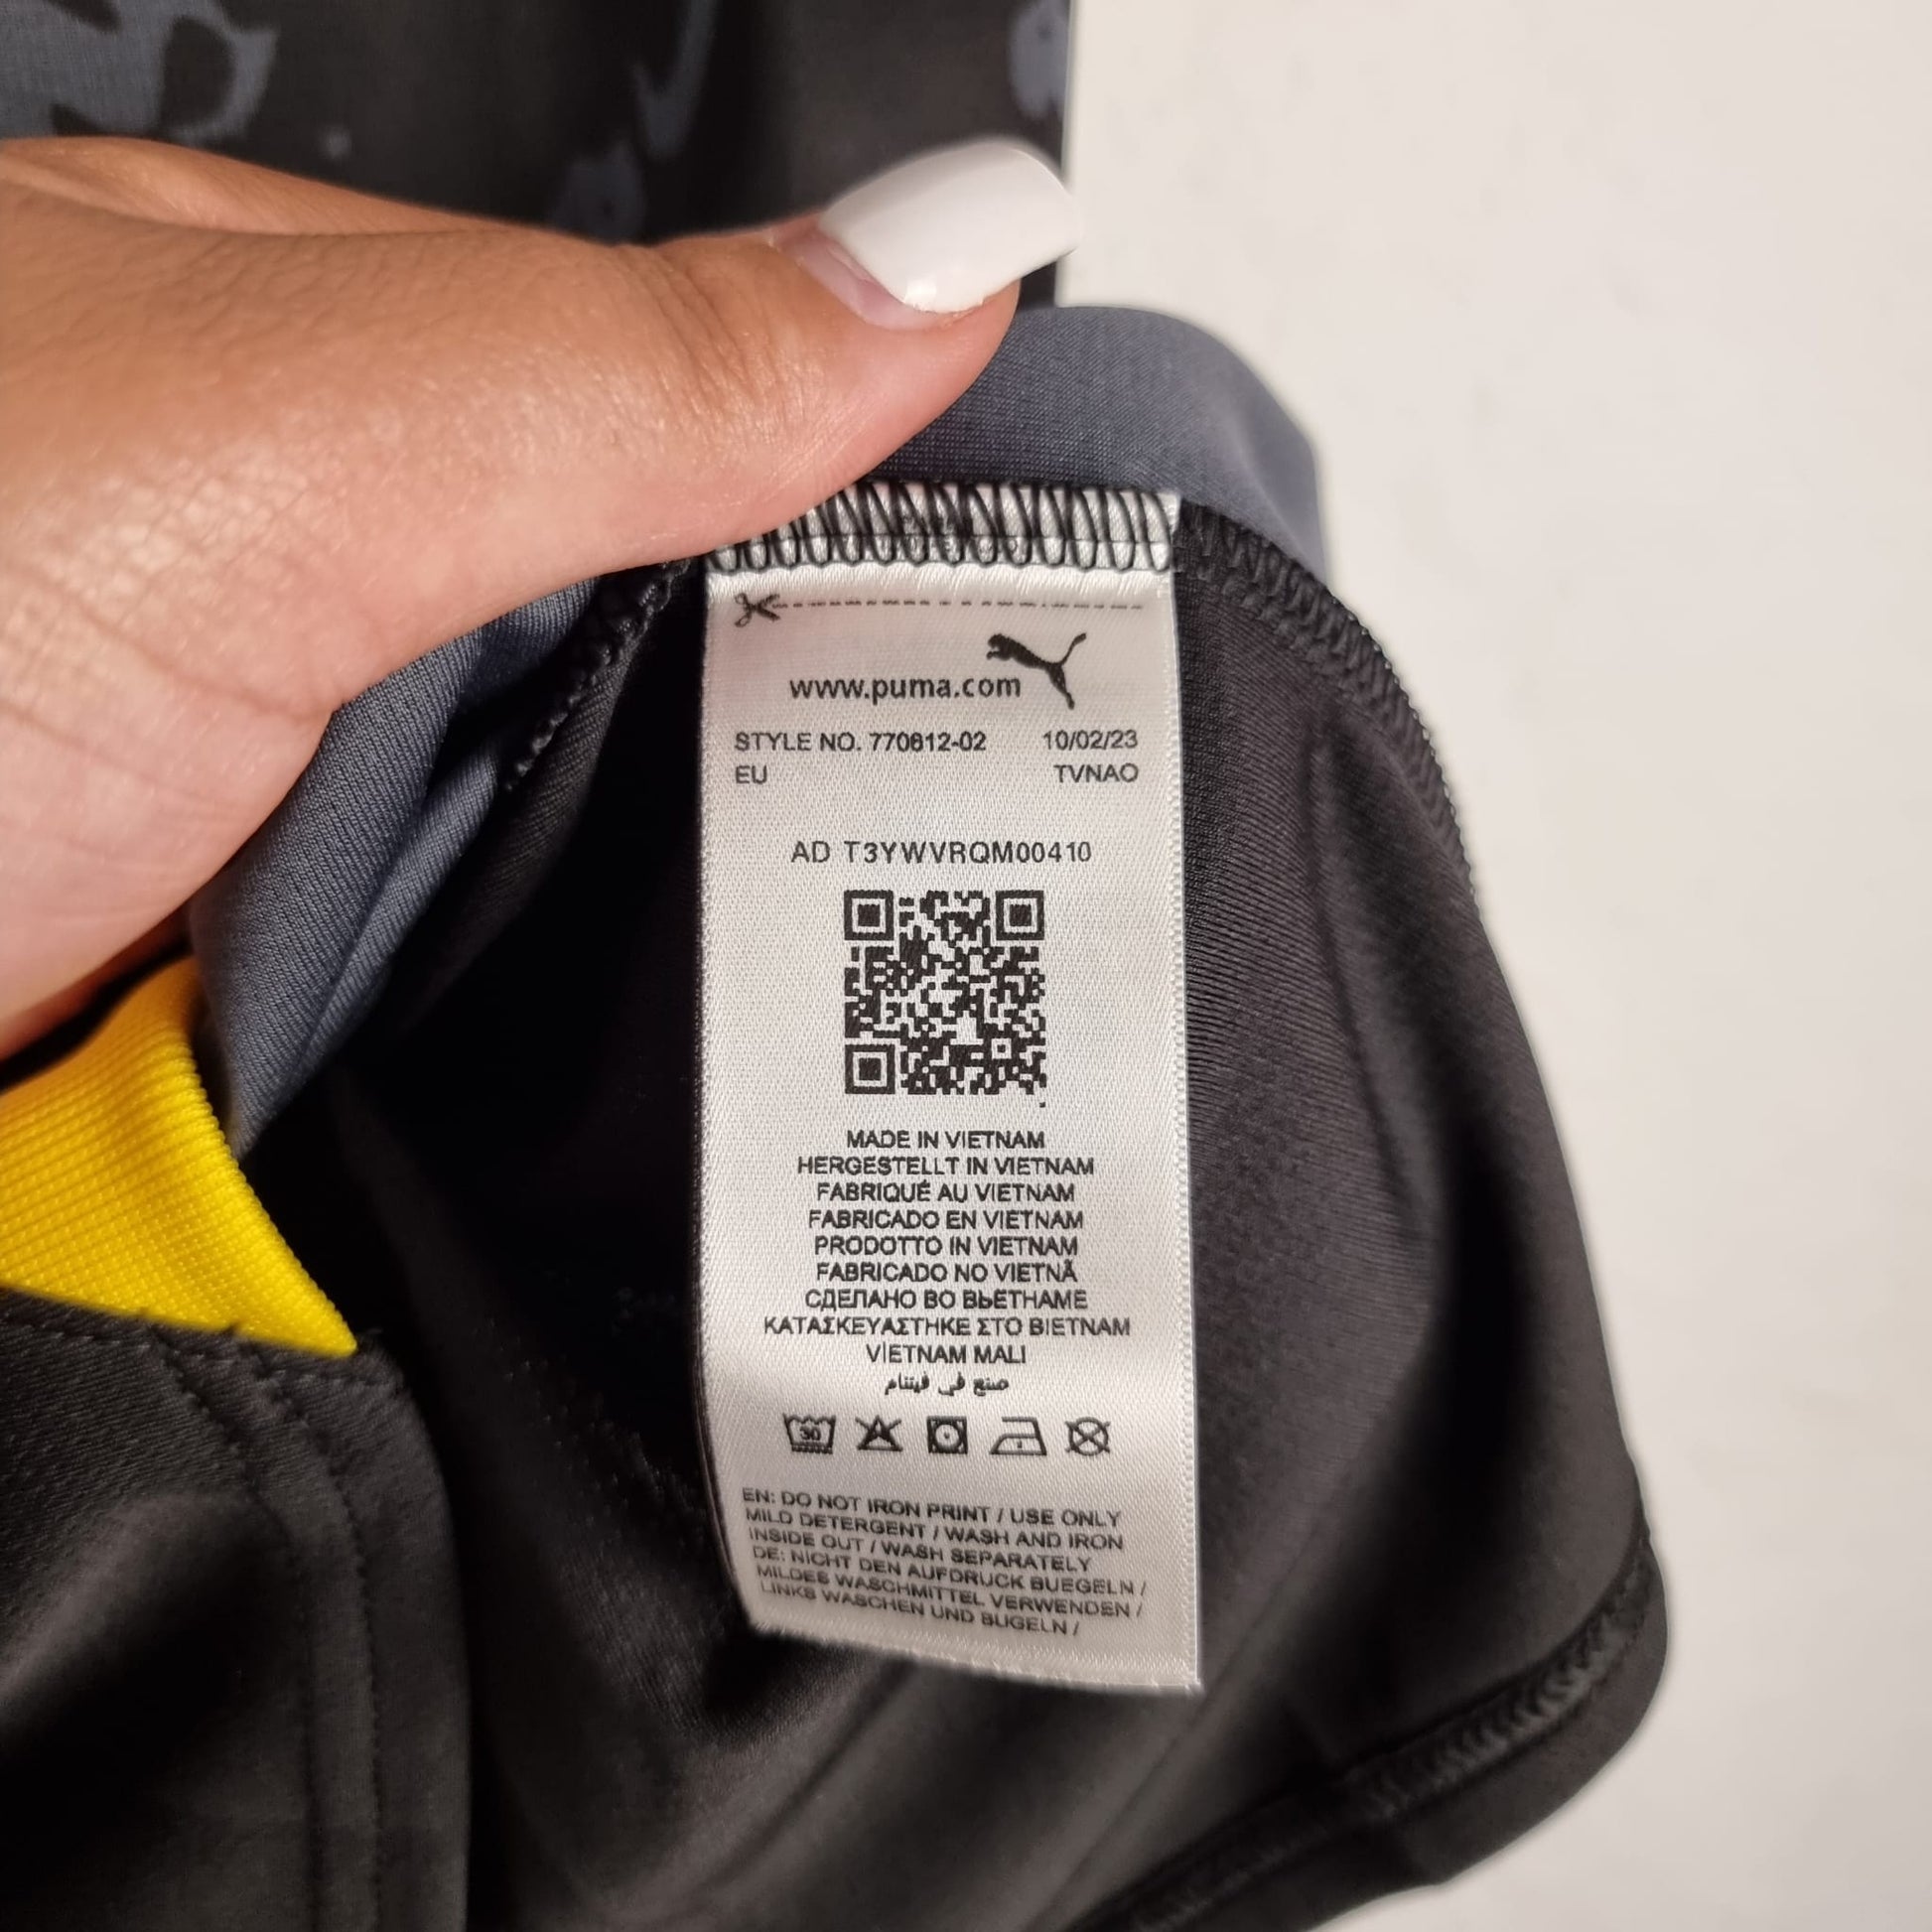 www.puma.com
STYLE NO. 770612-02 10/02/23
EU TVNAO
AD T3YWVRQM00410
MADE IN VIETNAM
HERGESTELLT IN VIETNAM
FABRIQUÉ AU VIETNAM
FABRICADO EN VIETNAM
PRODOTTO IN VIETNAM
FABRICADO NO VIETNÃ
СДЕЛАНО ВО ВЬЕТНАМЕ
ΚΑΤΑΣΚΕΥΑΣΤΗΚΕ ΣΤΟ ΒΙΕΤΝΑΜ
VIETNAM MALI
صنع في فيتنام
30
EN: DO NOT IRON PRINT / USE ONLY
MILD DETERGENT / WASH AND IRON
INSIDE OUT / WASH SEPARATELY
DE: NICHT DEN AUFDRUCK BUEGELN /
MILDES WASCHMITTEL VERWENDEN /
LINKS WASCHEN UND BUGELN /